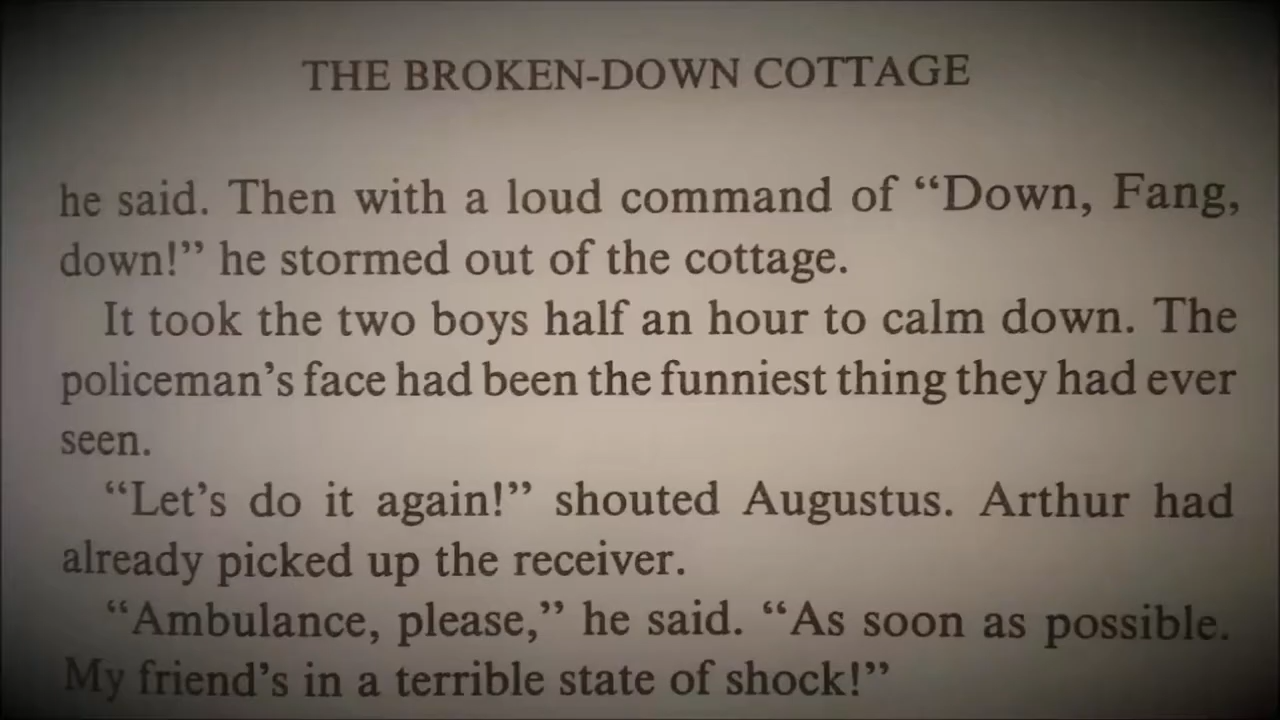 THE BROKEN-DOWN COTTAGE
he said. Then with a loud command of “Down, Fang,
down!” he stormed out of the cottage.
It took the two boys half an hour to calm down. The
policeman’s face had been the funniest thing they had ever
seen.
“Let’s do it again!” shouted Augustus. Arthur had
already picked up the receiver.
“Ambulance, please,” he said. “As soon as possible.
My friend’s in a terrible state of shock!”